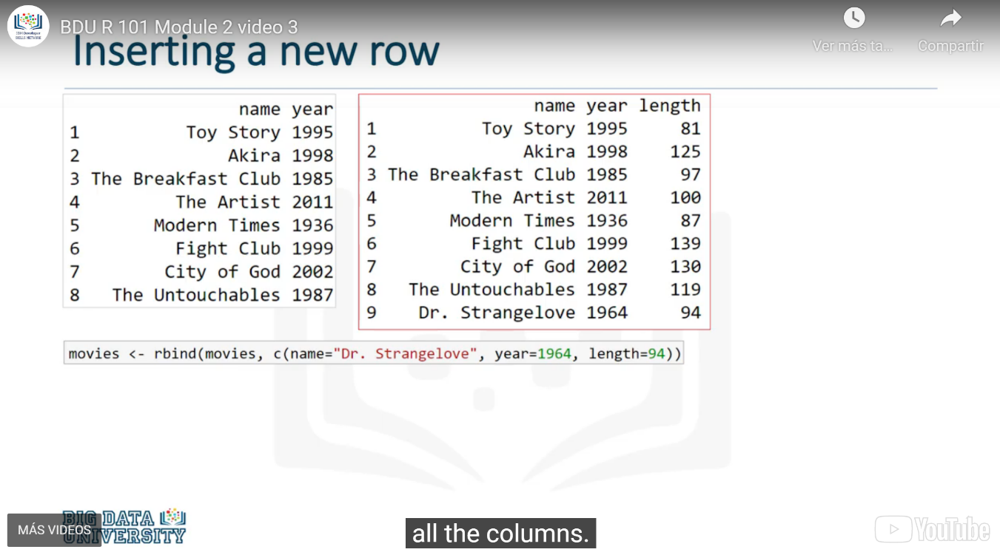 BDU R 101 Module 2 video 3
Ver más ta...
Compartir
IBM Developer
SKILLS NETWORK
Inserting a new row
name year
1 Toy Story 1995
2 Akira 1998
3 The Breakfast Club 1985
4 The Artist 2011
5 Modern Times 1936
6 Fight Club 1999
7 City of God 2002
8 The Untouchables 1987
name year length
1 Toy Story 1995 81
2 Akira 1998 125
3 The Breakfast Club 1985 97
4 The Artist 2011 100
5 Modern Times 1936 87
6 Fight Club 1999 139
7 City of God 2002 130
8 The Untouchables 1987 119
9 Dr. Strangelove 1964 94
movies <- rbind(movies, c(name="Dr. Strangelove", year=1964, length=94))
BIG DATA
UNIVERSITY
MÁS VIDEOS
all the columns.
YouTube